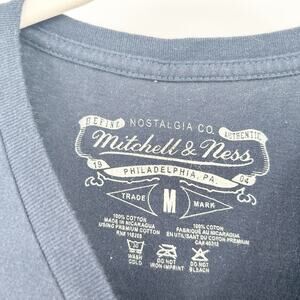 NOSTALGIA CO.
AUTHENTIC
Mitchell & Ness
19 04
PHILADELPHIA, PA.
TRADE M MARK
100% COTTON
MADE IN NICARAGUA
USING PREMIUM COTTON
100% COTON
FABRIQUÉ AU NICARAGUA
EN UTILISANT DU COTON PREMIUM
WASH COLD
DO NOT IRON IMPRINT
DO NOT BLEACH